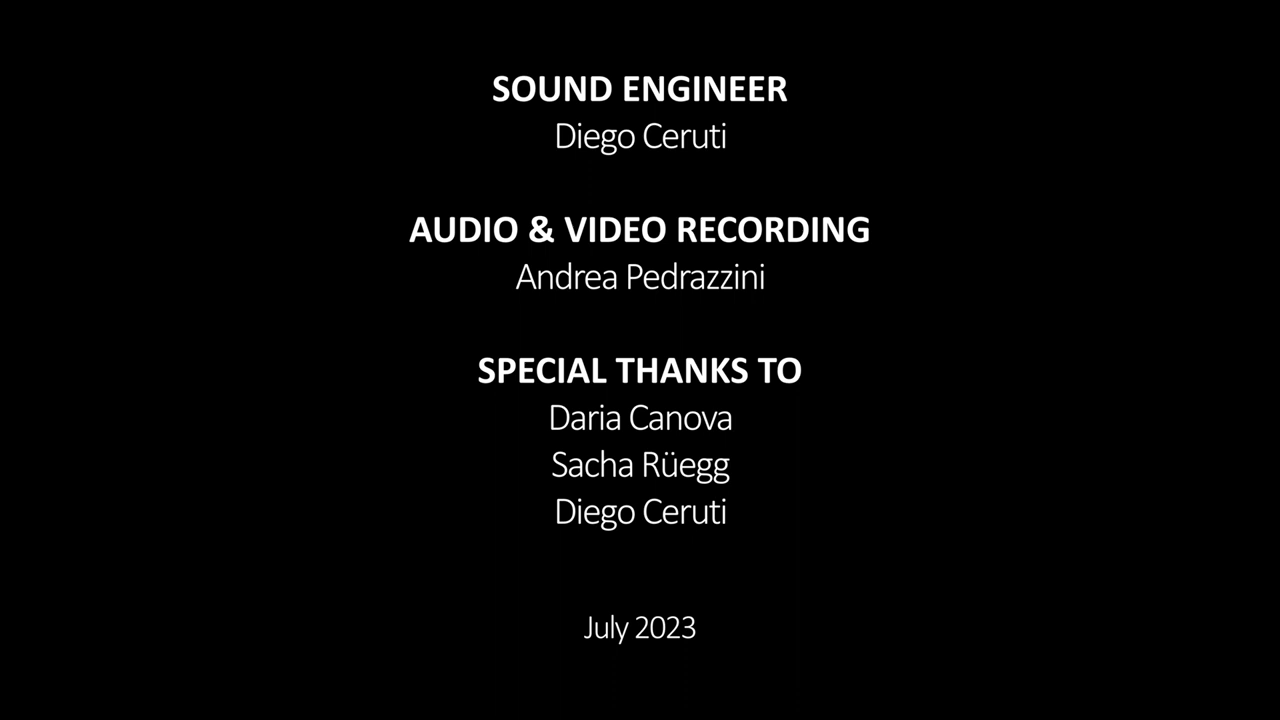 SOUND ENGINEER
Diego Ceruti
AUDIO & VIDEO RECORDING
Andrea Pedrazzini
SPECIAL THANKS TO
Daria Canova
Sacha Rüegg
Diego Ceruti
July 2023